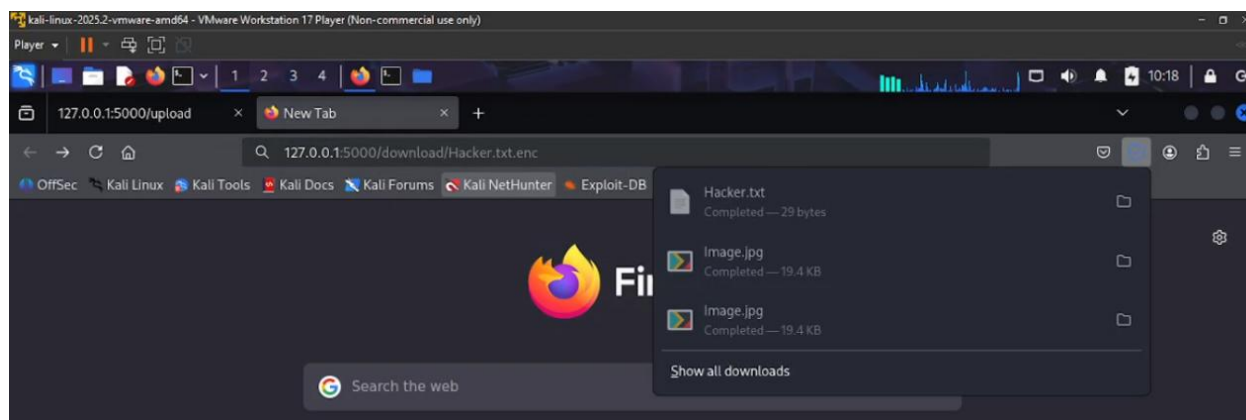 kali-linux-2025.2-vmware-amd64 - VMware Workstation 17 Player (Non-commercial use only)
Player
1 2 3 4
10:18
127.0.0.1:5000/upload
New Tab
127.0.0.1:5000/download/Hacker.txt.enc
OffSec Kali Linux Kali Tools Kali Docs Kali Forums Kali NetHunter Exploit-DB
Hacker.txt
Completed — 29 bytes
Image.jpg
Completed — 19.4 KB
Fi
Image.jpg
Completed — 19.4 KB
Show all downloads
Search the web